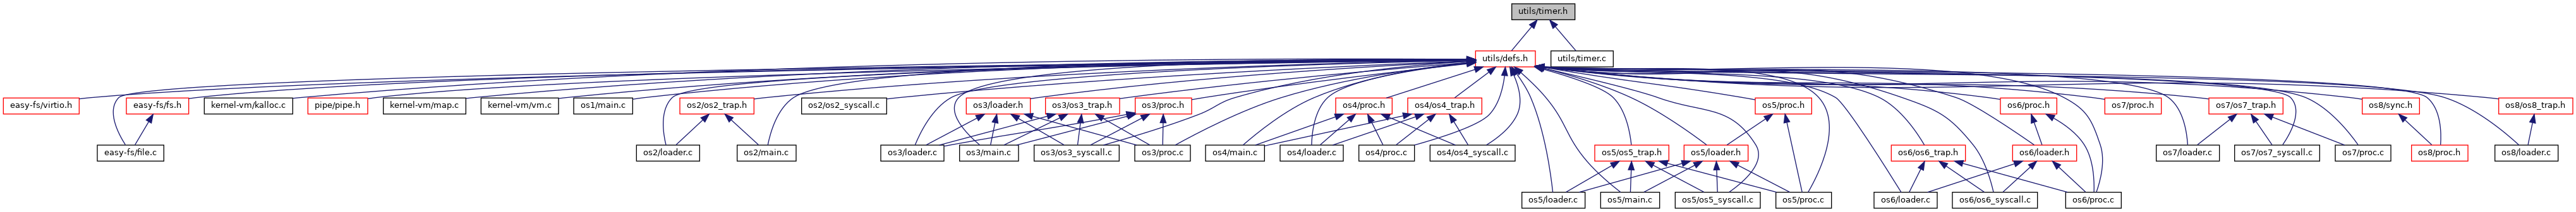 utils/timer.h
utils/defs.h
utils/timer.c
easy-fs/virtio.h
easy-fs/fs.h
kernel-vm/kalloc.c
pipe/pipe.h
kernel-vm/map.c
kernel-vm/vm.c
os1/main.c
os2/os2_trap.h
os2/os2_syscall.c
os3/loader.h
os3/os3_trap.h
os3/proc.h
os4/proc.h
os4/os4_trap.h
os5/proc.h
os6/proc.h
os7/proc.h
os7/os7_trap.h
os8/sync.h
os8/os8_trap.h
easy-fs/file.c
os2/loader.c
os2/main.c
os3/loader.c
os3/main.c
os3/os3_syscall.c
os3/proc.c
os4/main.c
os4/loader.c
os4/proc.c
os4/os4_syscall.c
os5/os5_trap.h
os5/loader.h
os6/os6_trap.h
os6/loader.h
os7/loader.c
os7/os7_syscall.c
os7/proc.c
os8/proc.h
os8/loader.c
os5/loader.c
os5/main.c
os5/os5_syscall.c
os5/proc.c
os6/loader.c
os6/os6_syscall.c
os6/proc.c